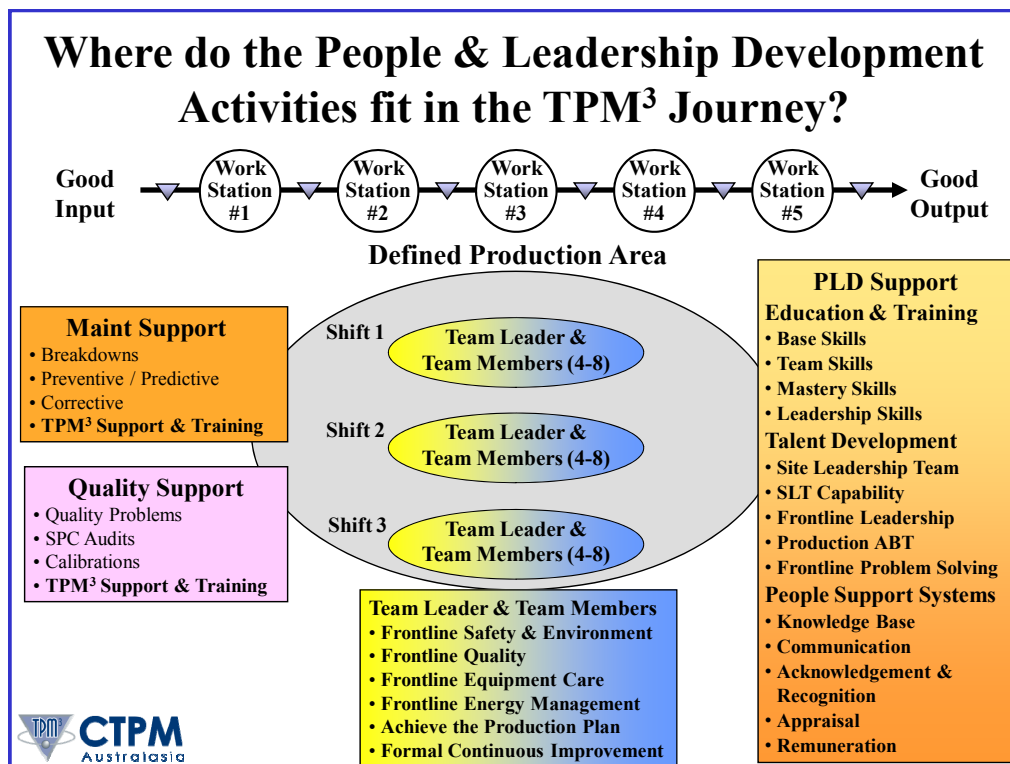 Where do the People & Leadership Development
Activities fit in the TPM³ Journey?
Good
Input
Work
Station
#1
Work
Station
#2
Work
Station
#3
Work
Station
#4
Work
Station
#5
Good
Output
Defined Production Area
Maint Support
• Breakdowns
• Preventive / Predictive
• Corrective
• TPM³ Support & Training
Quality Support
• Quality Problems
• SPC Audits
• Calibrations
• TPM³ Support & Training
Shift 1
Team Leader &
Team Members (4-8)
Shift 2
Team Leader &
Team Members (4-8)
Shift 3
Team Leader &
Team Members (4-8)
Team Leader & Team Members
• Frontline Safety & Environment
• Frontline Quality
• Frontline Equipment Care
• Frontline Energy Management
• Achieve the Production Plan
• Formal Continuous Improvement
PLD Support
Education & Training
• Base Skills
• Team Skills
• Mastery Skills
• Leadership Skills
Talent Development
• Site Leadership Team
• SLT Capability
• Frontline Leadership
• Production ABT
• Frontline Problem Solving
People Support Systems
• Knowledge Base
• Communication
• Acknowledgement &
Recognition
• Appraisal
• Remuneration
TPM³
CTPM
Australasia